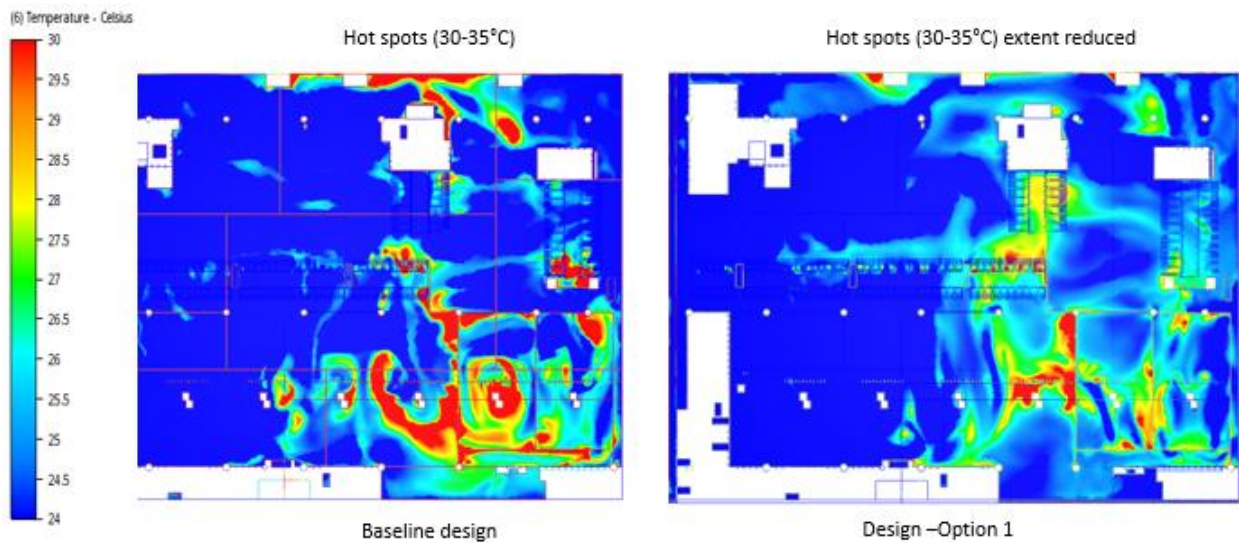 (6) Temperature - Celsius
Hot spots (30-35°C)
Hot spots (30-35°C) extent reduced
30
29.5
29
28.5
28
27.5
27
26.5
26
25.5
25
24.5
24
Baseline design
Design –Option 1